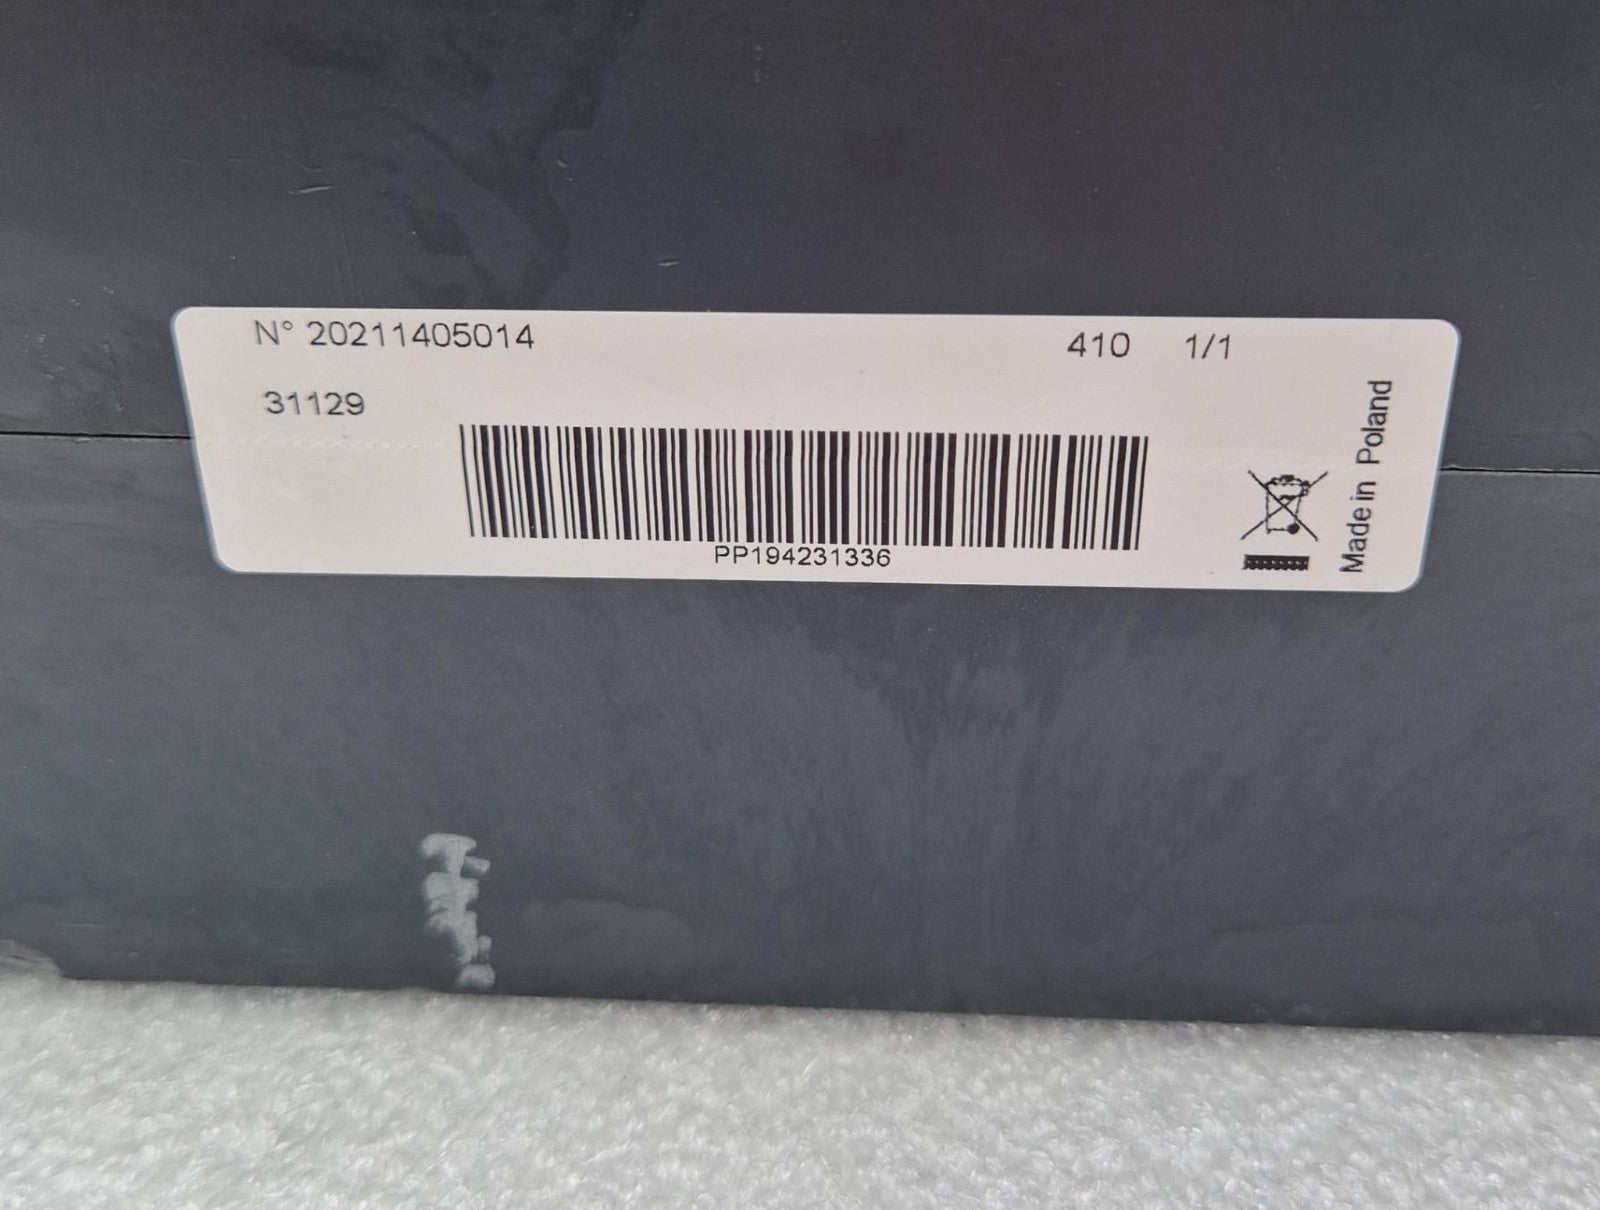 N° 20211405014 410 1/1
31129
PP194231336
Made in Poland